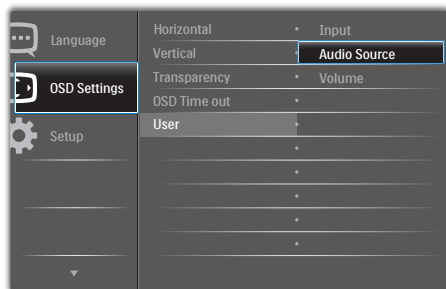 Language
OSD Settings
Setup
Horizontal
Vertical
Transparency
OSD Time out
User
Input
Audio Source
Volume